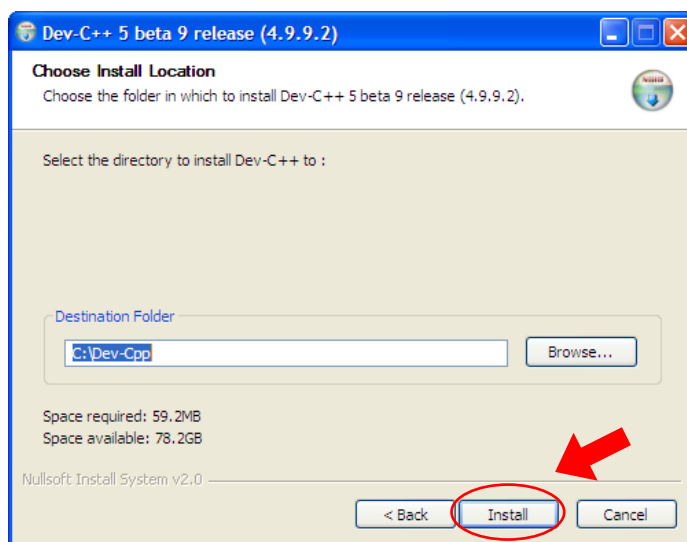 Dev-C++ 5 beta 9 release (4.9.9.2)
Choose Install Location
Choose the folder in which to install Dev-C++ 5 beta 9 release (4.9.9.2).
NSIS
Select the directory to install Dev-C++ to :
Destination Folder
C:\Dev-Cpp
Browse...
Space required: 59.2MB
Space available: 78.2GB
Nullsoft Install System v2.0
< Back
Install
Cancel